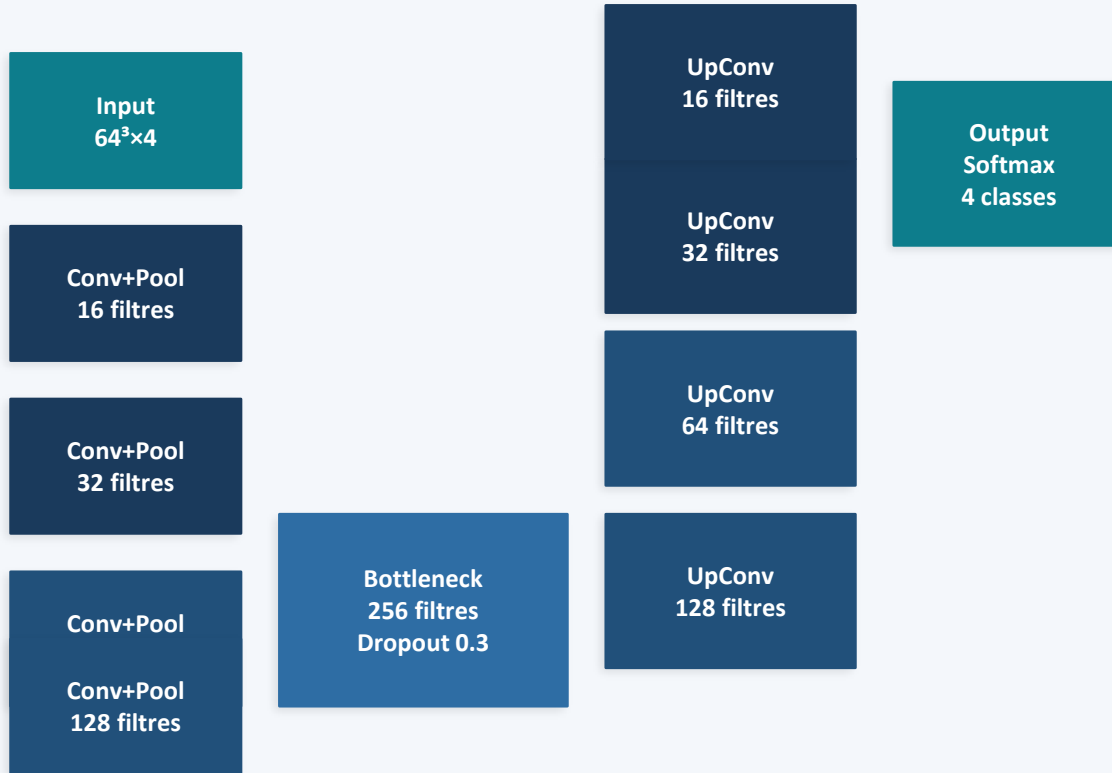 Input
64³×4
Conv+Pool
16 filtres
Conv+Pool
32 filtres
Conv+Pool
Conv+Pool
128 filtres
Bottleneck
256 filtres
Dropout 0.3
UpConv
16 filtres
UpConv
32 filtres
UpConv
64 filtres
UpConv
128 filtres
Output
Softmax
4 classes